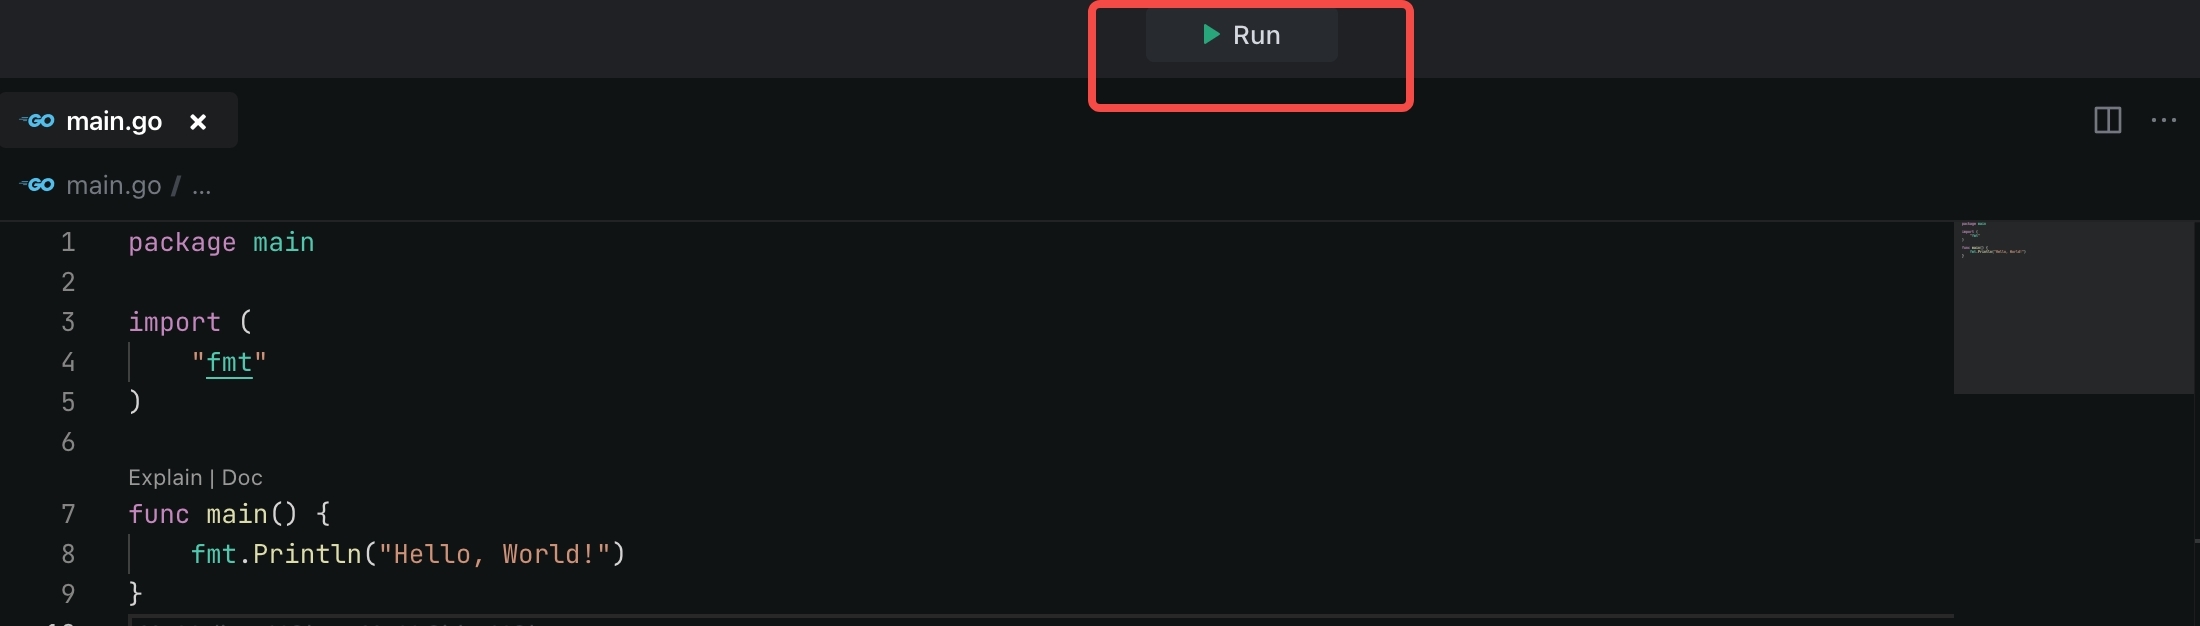 Run
GO main.go ×
GO main.go / ...
1 package main
2
3 import (
4 "fmt"
5 )
6
Explain | Doc
7 func main() {
8 fmt.Println("Hello, World!")
9 }